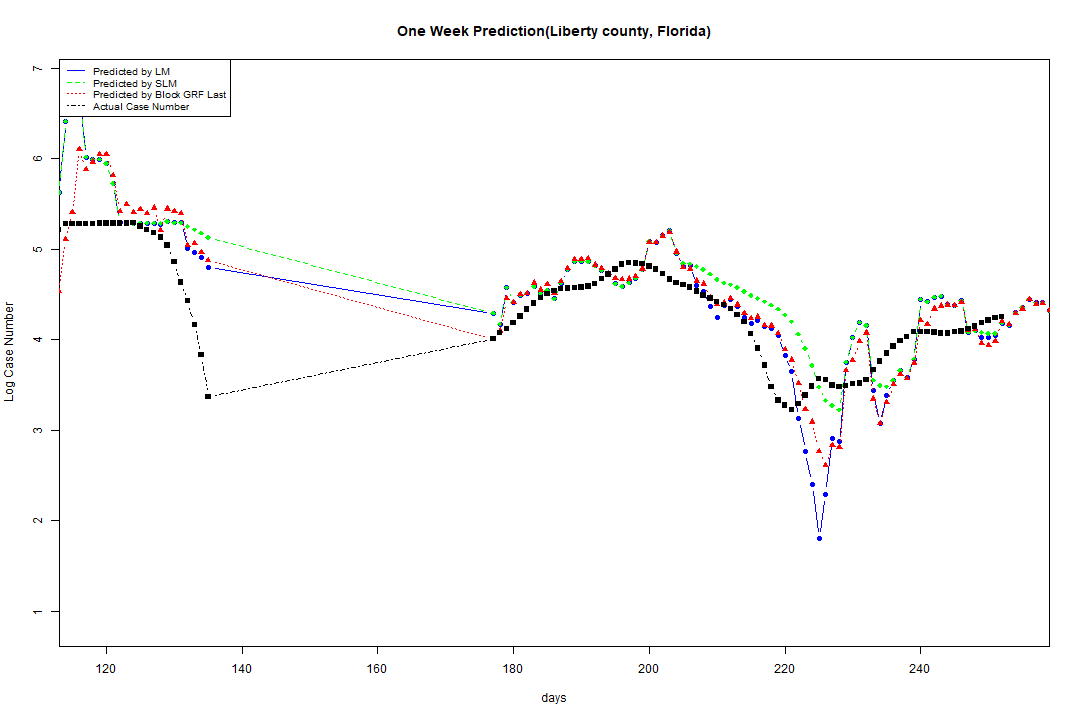 One Week Prediction(Liberty county, Florida)
Predicted by LM
Predicted by SLM
Predicted by Block GRF Last
Actual Case Number
7
6
5
4
3
2
1
Log Case Number
120 140 160 180 200 220 240
days